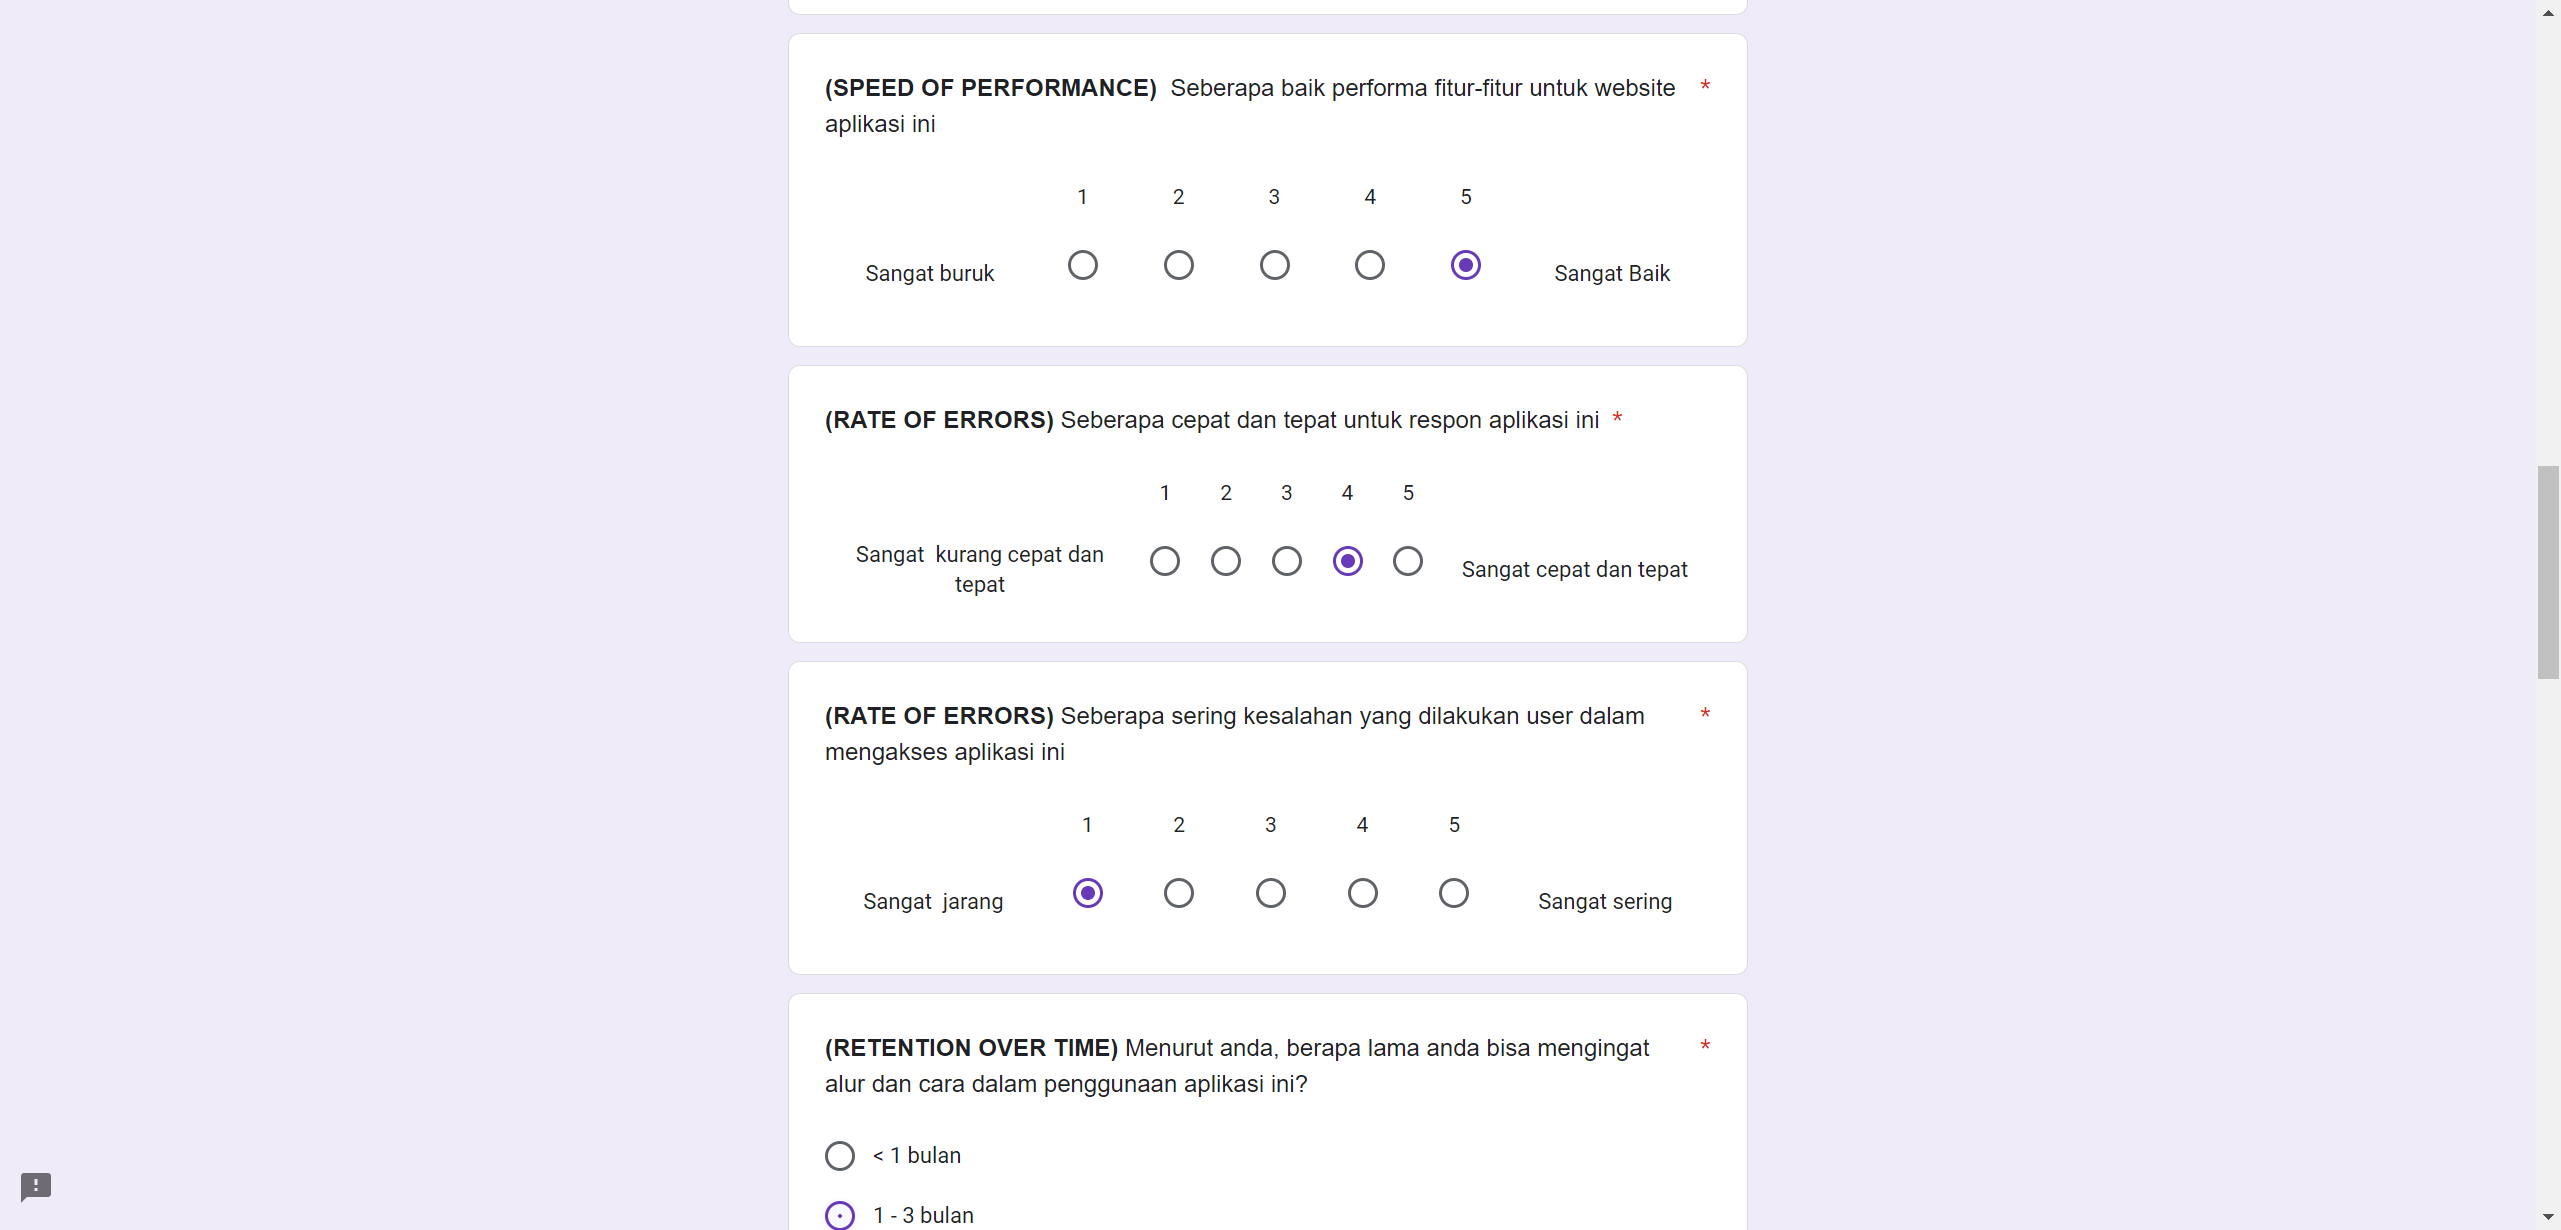 (SPEED OF PERFORMANCE)  Seberapa baik performa fitur-fitur untuk website *
aplikasi ini
1 2 3 4 5
Sangat buruk Sangat Baik
(RATE OF ERRORS) Seberapa cepat dan tepat untuk respon aplikasi ini *
1 2 3 4 5
Sangat  kurang cepat dan
tepat
Sangat cepat dan tepat
(RATE OF ERRORS) Seberapa sering kesalahan yang dilakukan user dalam *
mengakses aplikasi ini
1 2 3 4 5
Sangat  jarang Sangat sering
(RETENTION OVER TIME) Menurut anda, berapa lama anda bisa mengingat *
alur dan cara dalam penggunaan aplikasi ini?
< 1 bulan
1 - 3 bulan